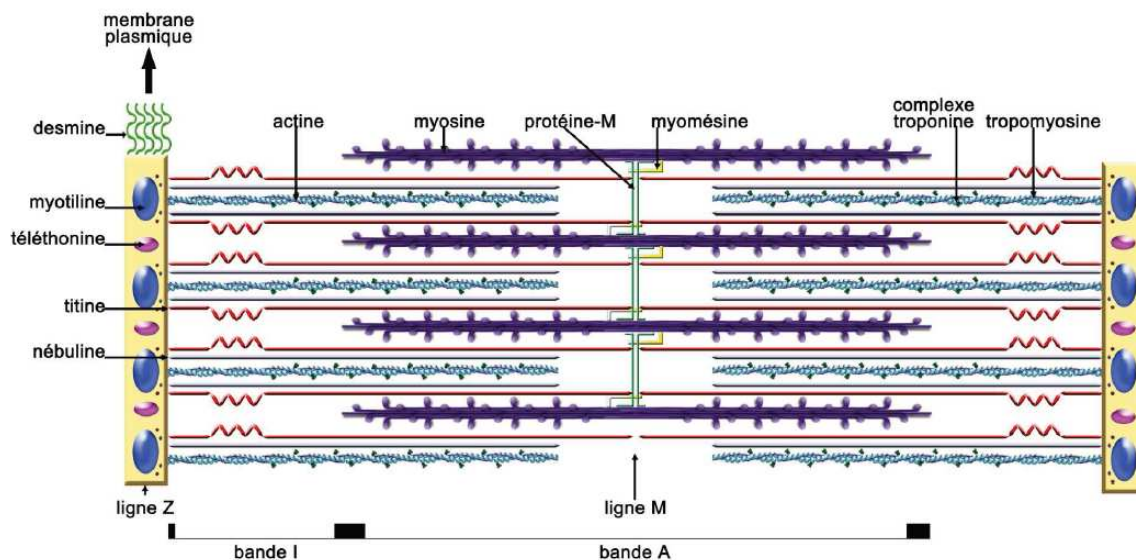 membrane
plasmique
desmine
actine
myosine
protéine-M
myomésine
complexe
troponine
tropomyosine
myotiline
téléthonine
titine
nébuline
ligne Z
ligne M
bande I
bande A